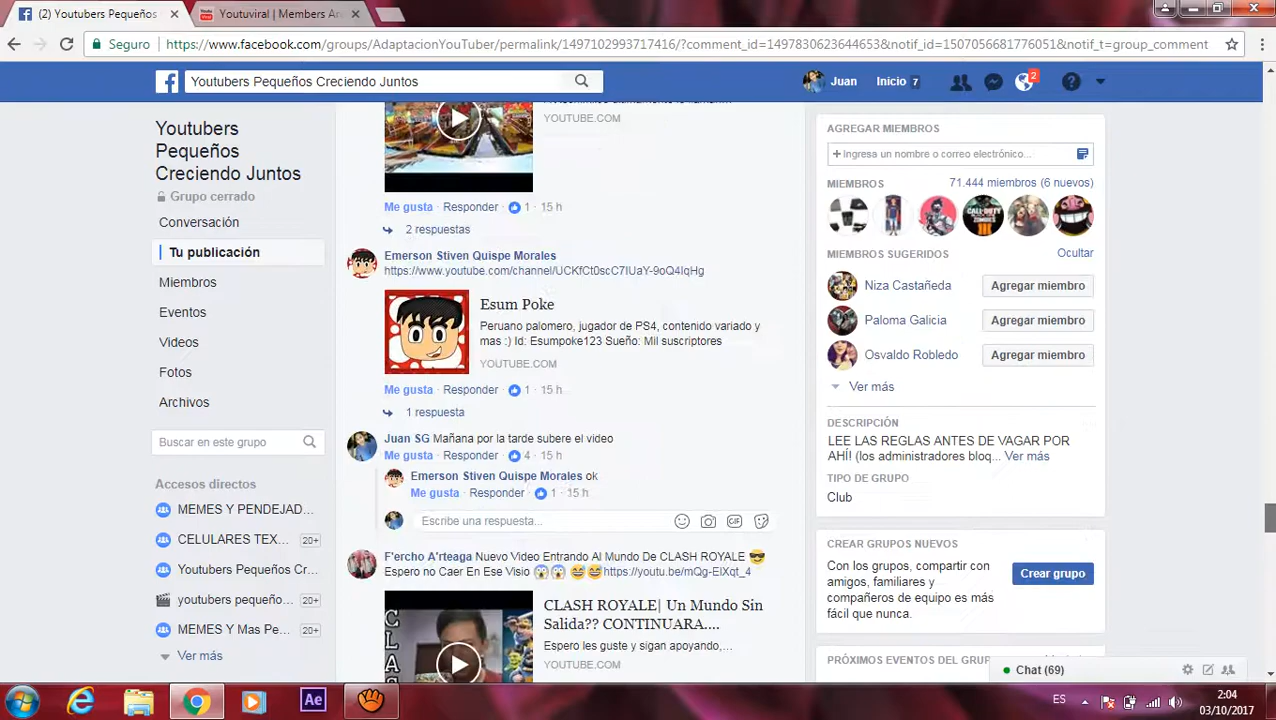 (2) Youtubers Pequeños
Youtuviral | Members Are
Seguro
https://www.facebook.com/groups/AdaptacionYouTuber/permalink/1497102993717416/?comment_id=1497830623644653&notif_id=1507056681776051&notif_t=group_comment
Youtubers Pequeños Creciendo Juntos
Juan
Inicio 7
2
Youtubers
Pequeños
Creciendo Juntos
Grupo cerrado
Conversación
Tu publicación
Miembros
Eventos
Videos
Fotos
Archivos
Buscar en este grupo
Accesos directos
MEMES Y PENDEJAD...
CELULARES TEX... 20+
Youtubers Pequeños Cr...
youtubers pequeño... 20+
MEMES Y Mas Pe... 20+
Ver más
YOUTUBE.COM
Me gusta · Responder · 1 · 15 h
2 respuestas
Emerson Stiven Quispe Morales
https://www.youtube.com/channel/UCKfCt0scC7IUaY-9oQ4IqHg
Esum Poke
Peruano palomero, jugador de PS4, contenido variado y
mas :) Id: Esumpoke123 Sueño: Mil suscriptores
YOUTUBE.COM
Me gusta · Responder · 1 · 15 h
1 respuesta
Juan SG Mañana por la tarde subere el video
Me gusta · Responder · 4 · 15 h
Emerson Stiven Quispe Morales ok
Me gusta · Responder · 1 · 15 h
Escribe una respuesta...
GIF
F'ercho A'rteaga Nuevo Video Entrando Al Mundo De CLASH ROYALE 😎
Espero no Caer En Ese Visio 😱 😱 😂 😂 https://youtu.be/mQg-EIXqt_4
CLASH ROYALE| Un Mundo Sin
Salida?? CONTINUARA....
Espero les guste y sigan apoyando,...
YOUTUBE.COM
AGREGAR MIEMBROS
+ Ingresa un nombre o correo electrónico...
MIEMBROS 71.444 miembros (6 nuevos)
MIEMBROS SUGERIDOS Ocultar
Niza Castañeda Agregar miembro
Paloma Galicia Agregar miembro
Osvaldo Robledo Agregar miembro
Ver más
DESCRIPCIÓN
LEE LAS REGLAS ANTES DE VAGAR POR
AHÍ! (los administradores bloq... Ver más
TIPO DE GRUPO
Club
CREAR GRUPOS NUEVOS
Con los grupos, compartir con
amigos, familiares y
compañeros de equipo es más
fácil que nunca.
Crear grupo
PRÓXIMOS EVENTOS DEL GRUP
Chat (69)
Ae
ES
2:04
03/10/2017